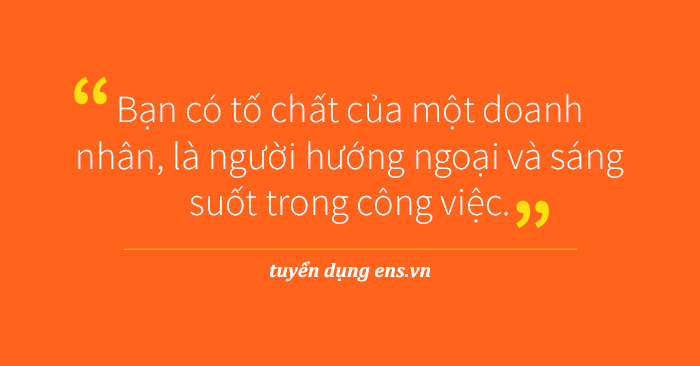 “Bạn có tố chất của một doanh
nhân, là người hướng ngoại và sáng
suốt trong công việc.”
tuyển dụng ens.vn